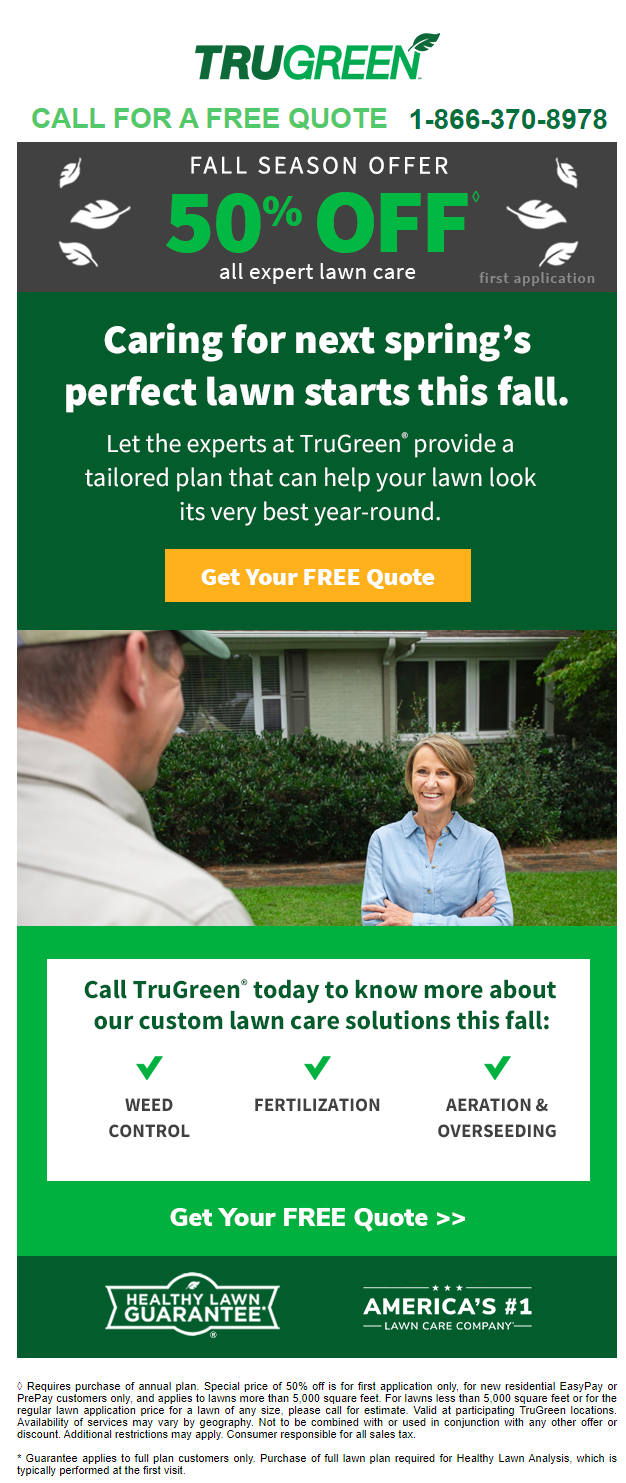 TRUGREEN
CALL FOR A FREE QUOTE 1-866-370-8978
FALL SEASON OFFER
50% OFF◊
all expert lawn care
first application
Caring for next spring's
perfect lawn starts this fall.
Let the experts at TruGreen® provide a
tailored plan that can help your lawn look
its very best year-round.
Get Your FREE Quote
Call TruGreen® today to know more about
our custom lawn care solutions this fall:
WEED
CONTROL
FERTILIZATION
AERATION &
OVERSEEDING
Get Your FREE Quote >>
HEALTHY LAWN
GUARANTEE*®
AMERICA'S #1
LAWN CARE COMPANY
◊ Requires purchase of annual plan. Special price of 50% off is for first application only, for new residential EasyPay or
PrePay customers only, and applies to lawns more than 5,000 square feet. For lawns less than 5,000 square feet or for the
regular lawn application price for a lawn of any size, please call for estimate. Valid at participating TruGreen locations.
Availability of services may vary by geography. Not to be combined with or used in conjunction with any other offer or
discount. Additional restrictions may apply. Consumer responsible for all sales tax.
* Guarantee applies to full plan customers only. Purchase of full lawn plan required for Healthy Lawn Analysis, which is
typically performed at the first visit.